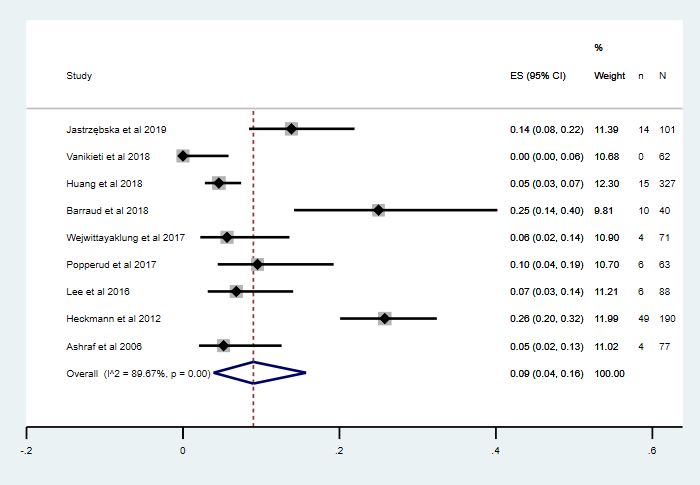 %
Study ES (95% CI) Weight n N
Jastrzębska et al 2019 0.14 (0.08, 0.22) 11.39 14 101
Vanikieti et al 2018 0.00 (0.00, 0.06) 10.68 0 62
Huang et al 2018 0.05 (0.03, 0.07) 12.30 15 327
Barraud et al 2018 0.25 (0.14, 0.40) 9.81 10 40
Wejwittayaklung et al 2017 0.06 (0.02, 0.14) 10.90 4 71
Popperud et al 2017 0.10 (0.04, 0.19) 10.70 6 63
Lee et al 2016 0.07 (0.03, 0.14) 11.21 6 88
Heckmann et al 2012 0.26 (0.20, 0.32) 11.99 49 190
Ashraf et al 2006 0.05 (0.02, 0.13) 11.02 4 77
Overall (I^2 = 89.67%, p = 0.00) 0.09 (0.04, 0.16) 100.00
-.2 0 .2 .4 .6